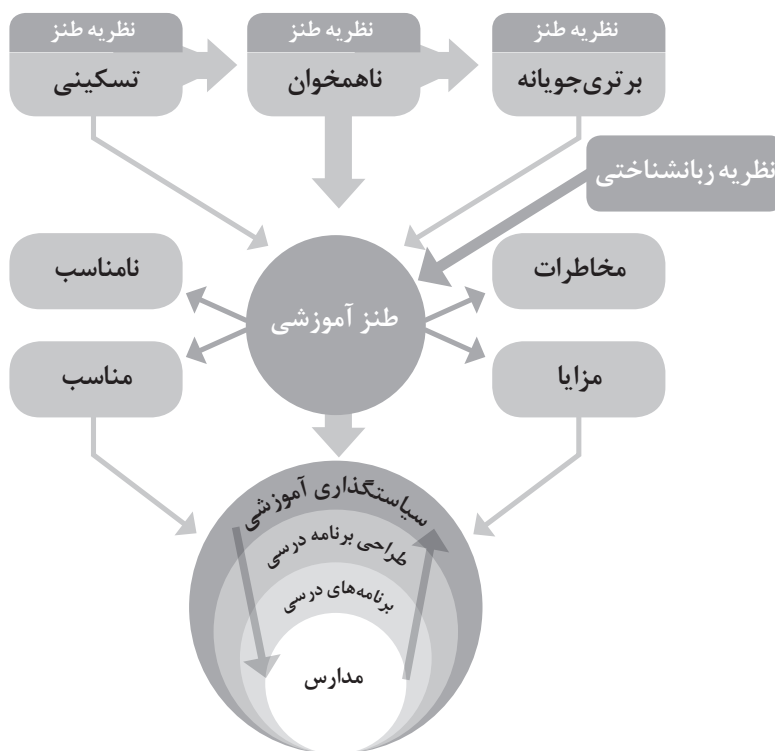 نظریه طنز
برتری‌جویانه
نظریه طنز
ناهمخوان
نظریه طنز
تسکینی
نظریه زبانشناختی
مخاطرات
نامناسب
طنز آموزشی
مزایا
مناسب
سیاستگذاری آموزشی
طراحی برنامه درسی
برنامه‌های درسی
مدارس